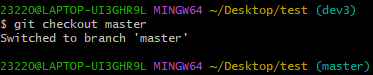 23220@LAPTOP-UI3GHR9L MINGW64 ~/Desktop/test (dev3)
$ git checkout master
Switched to branch 'master'
23220@LAPTOP-UI3GHR9L MINGW64 ~/Desktop/test (master)